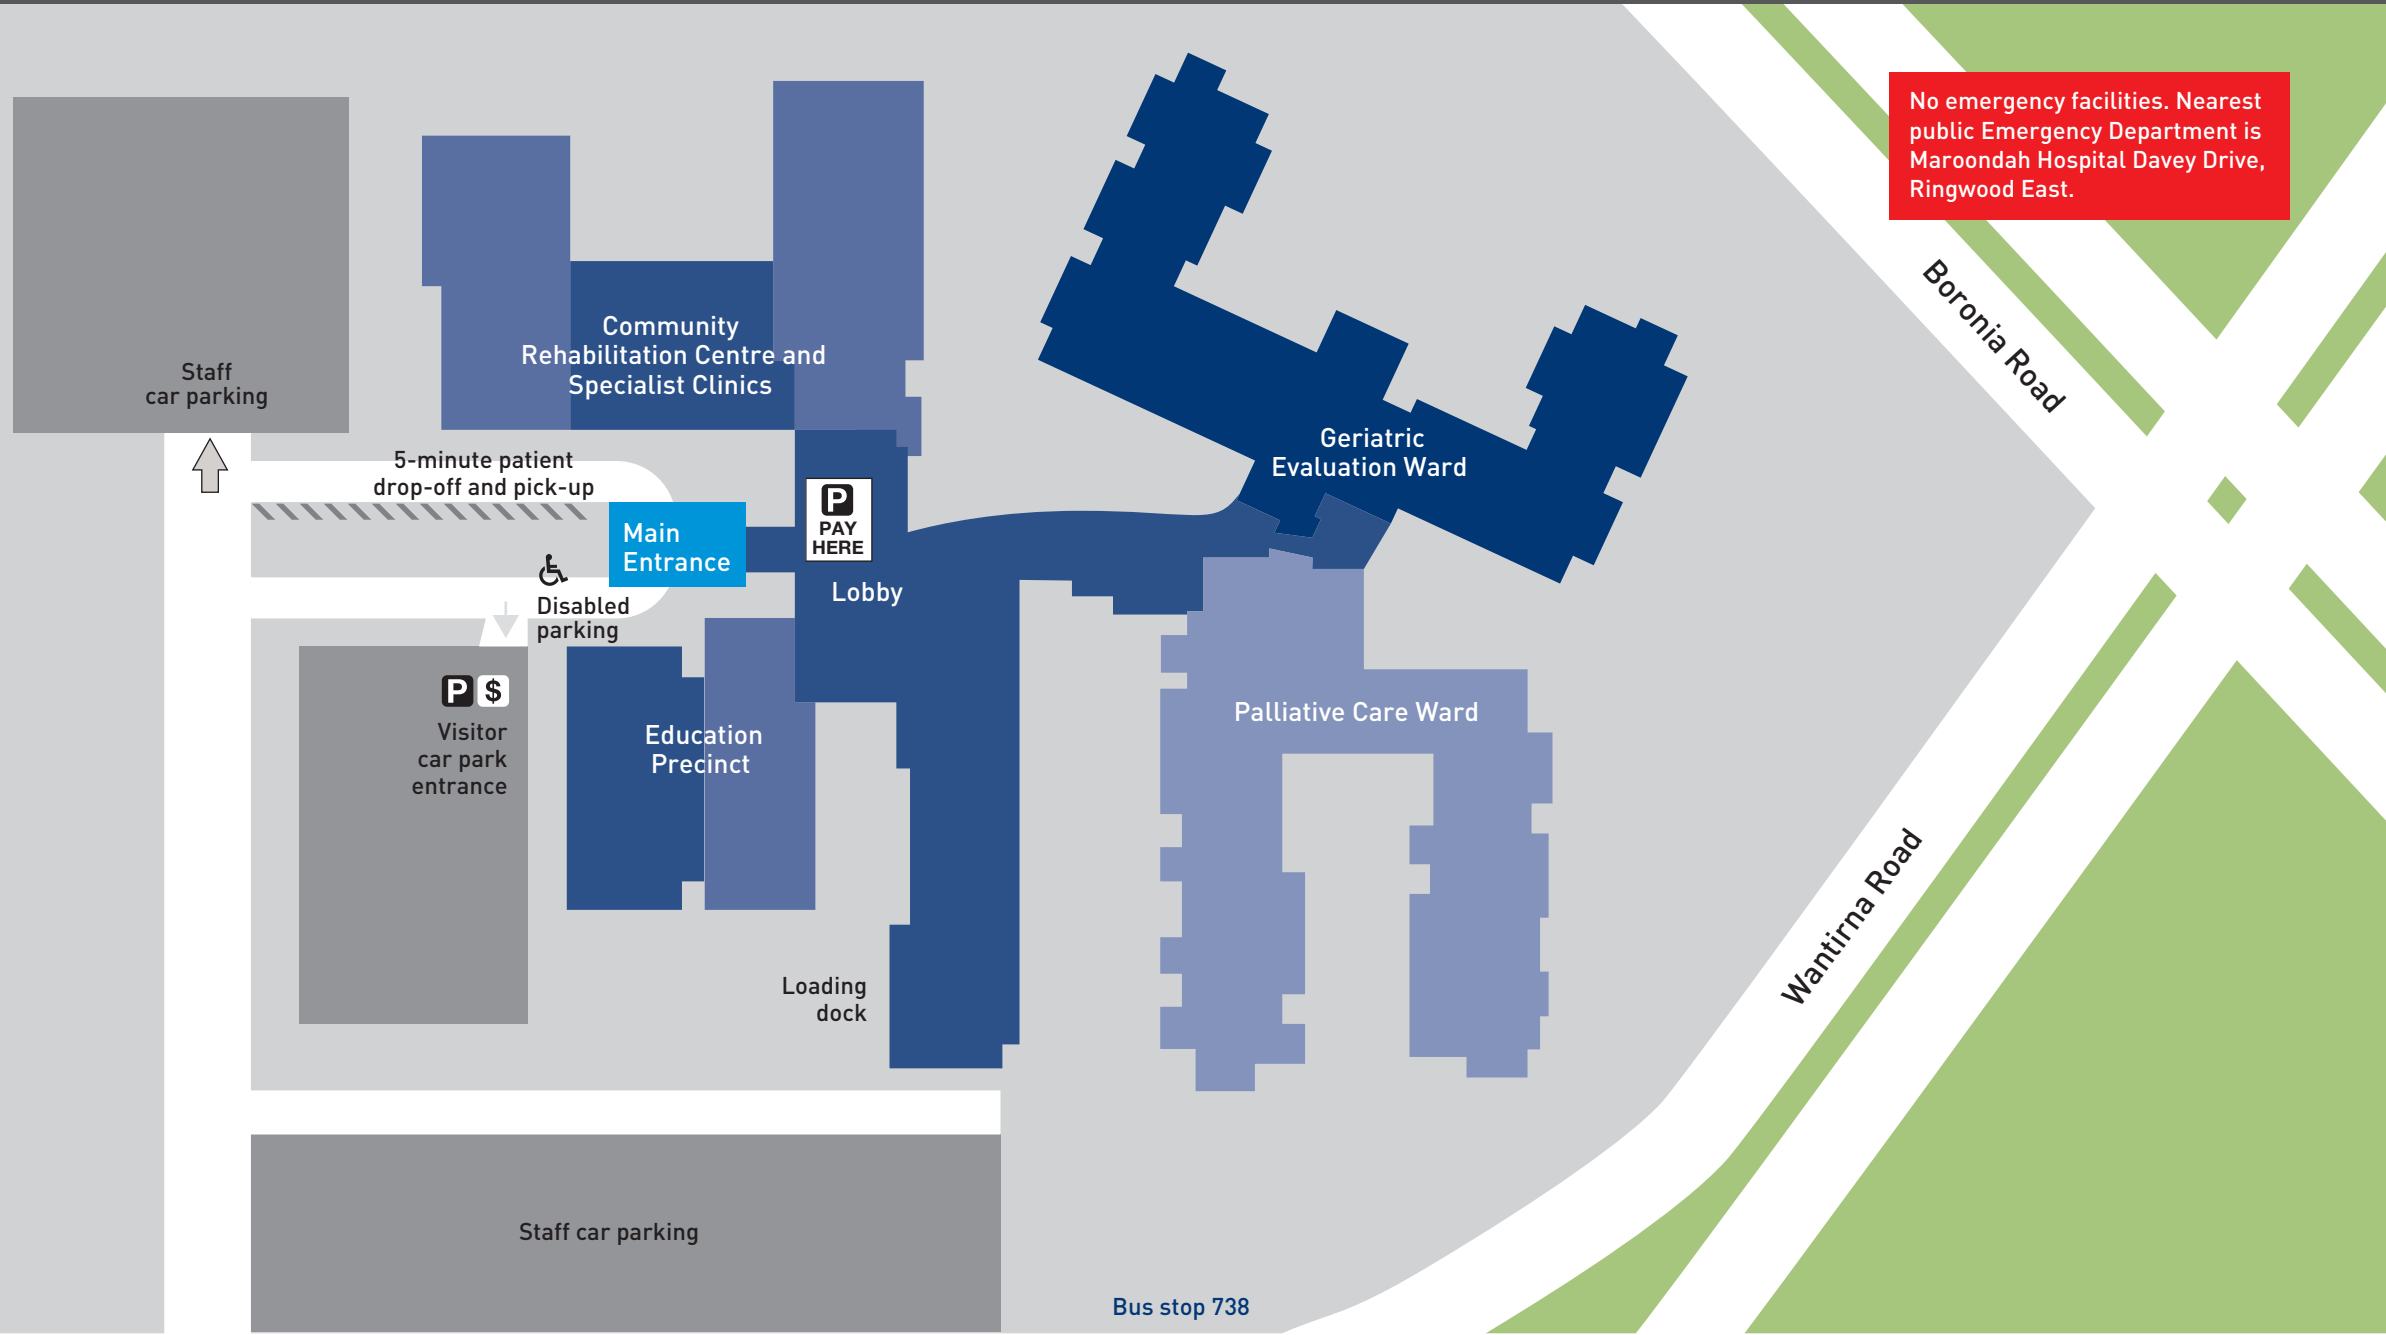 No emergency facilities. Nearest
public Emergency Department is
Maroondah Hospital Davey Drive,
Ringwood East.
Boronia Road
Community
Rehabilitation Centre and
Specialist Clinics
Staff
car parking
Geriatric
Evaluation Ward
5-minute patient
drop-off and pick-up
P
PAY
HERE
Main
Entrance
Lobby
Disabled
parking
P $
Visitor
car park
entrance
Education
Precinct
Palliative Care Ward
Wantirna Road
Loading
dock
Staff car parking
Bus stop 738